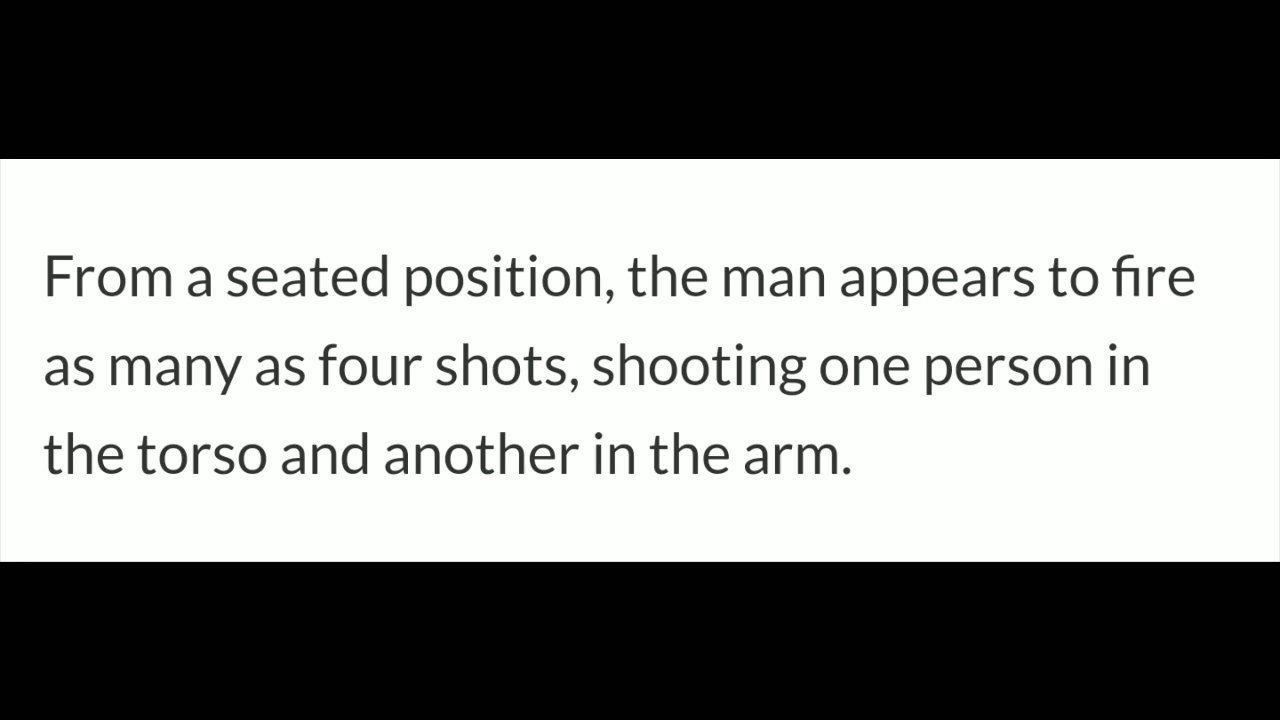 From a seated position, the man appears to fire
as many as four shots, shooting one person in
the torso and another in the arm.